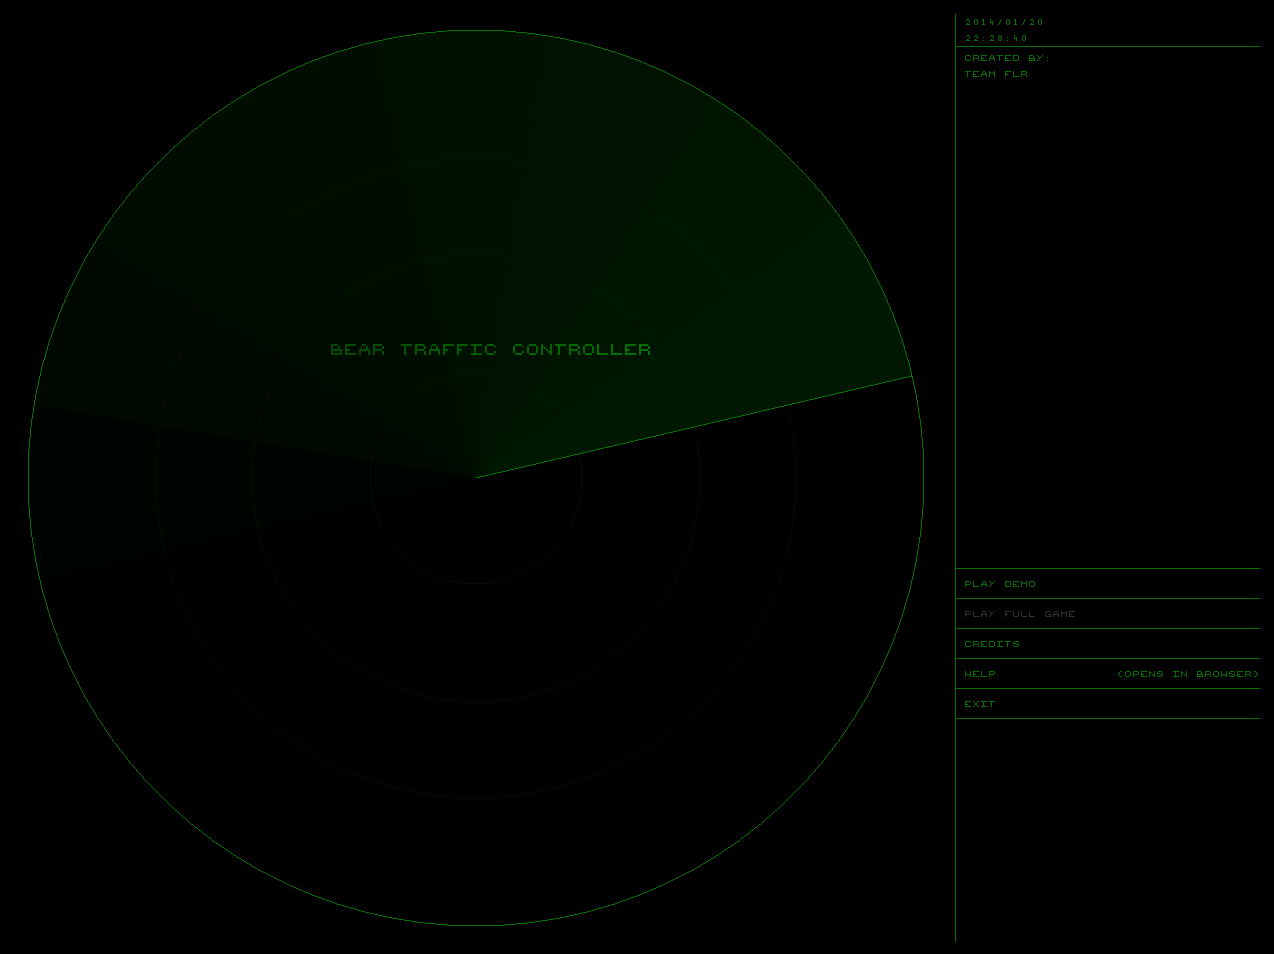 2014/01/20
22:28:40
CREATED BY:
TEAM FLR
BEAR TRAFFIC CONTROLLER
PLAY DEMO
PLAY FULL GAME
CREDITS
HELP (OPENS IN BROWSER)
EXIT